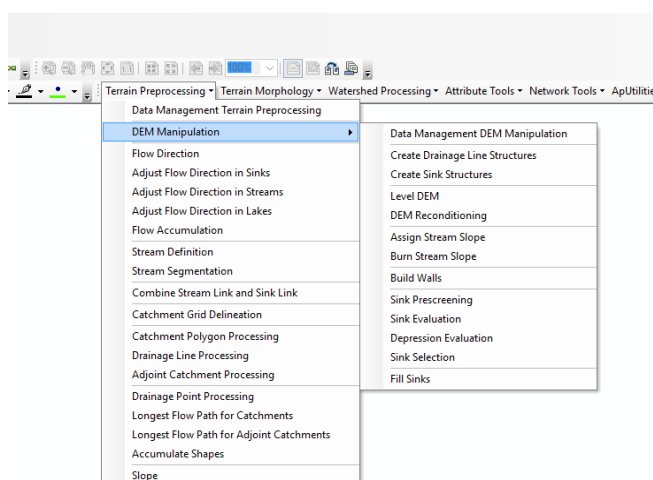 100%
Terrain Preprocessing Terrain Morphology Watershed Processing Attribute Tools Network Tools ApUtilitie
Data Management Terrain Preprocessing
DEM Manipulation
Flow Direction
Adjust Flow Direction in Sinks
Adjust Flow Direction in Streams
Adjust Flow Direction in Lakes
Flow Accumulation
Stream Definition
Stream Segmentation
Combine Stream Link and Sink Link
Catchment Grid Delineation
Catchment Polygon Processing
Drainage Line Processing
Adjoint Catchment Processing
Drainage Point Processing
Longest Flow Path for Catchments
Longest Flow Path for Adjoint Catchments
Accumulate Shapes
Slope
Data Management DEM Manipulation
Create Drainage Line Structures
Create Sink Structures
Level DEM
DEM Reconditioning
Assign Stream Slope
Burn Stream Slope
Build Walls
Sink Prescreening
Sink Evaluation
Depression Evaluation
Sink Selection
Fill Sinks